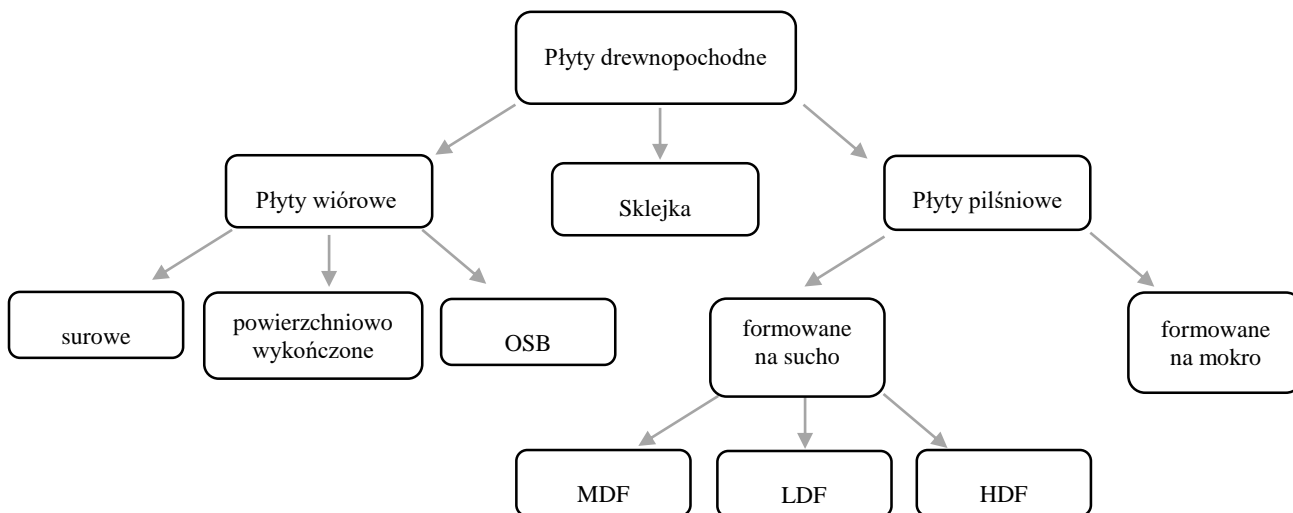 Płyty drewnopochodne
Płyty wiórowe
Sklejka
Płyty pilśniowe
surowe
powierzchniowo
wykończone
OSB
formowane
na sucho
formowane
na mokro
MDF
LDF
HDF